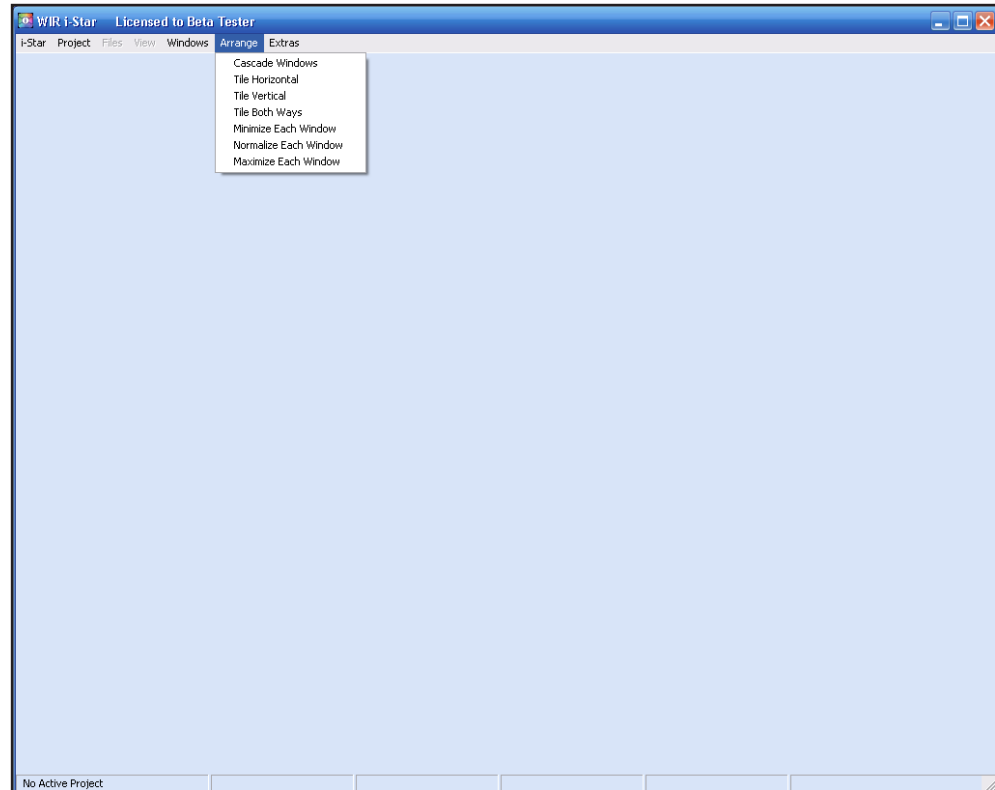 WIR i-Star Licensed to Beta Tester
i-Star Project Files View Windows Arrange Extras
Cascade Windows
Tile Horizontal
Tile Vertical
Tile Both Ways
Minimize Each Window
Normalize Each Window
Maximize Each Window
No Active Project